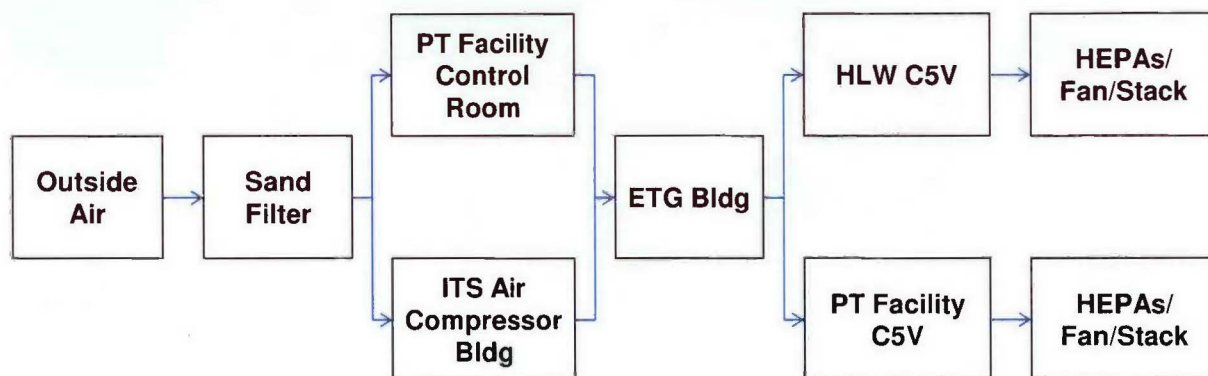 Outside
Air
Sand
Filter
PT Facility
Control
Room
ITS Air
Compressor
Bldg
ETG Bldg
HLW C5V
HEPAs/
Fan/Stack
PT Facility
C5V
HEPAs/
Fan/Stack